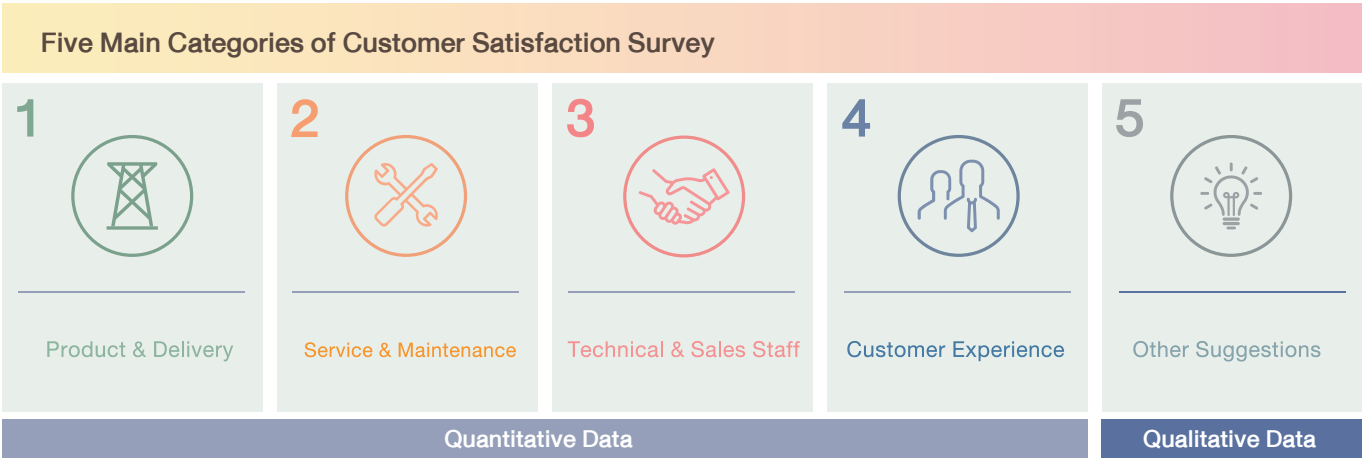 Five Main Categories of Customer Satisfaction Survey
1
2
3
4
5
Product & Delivery
Service & Maintenance
Technical & Sales Staff
Customer Experience
Other Suggestions
Quantitative Data
Qualitative Data